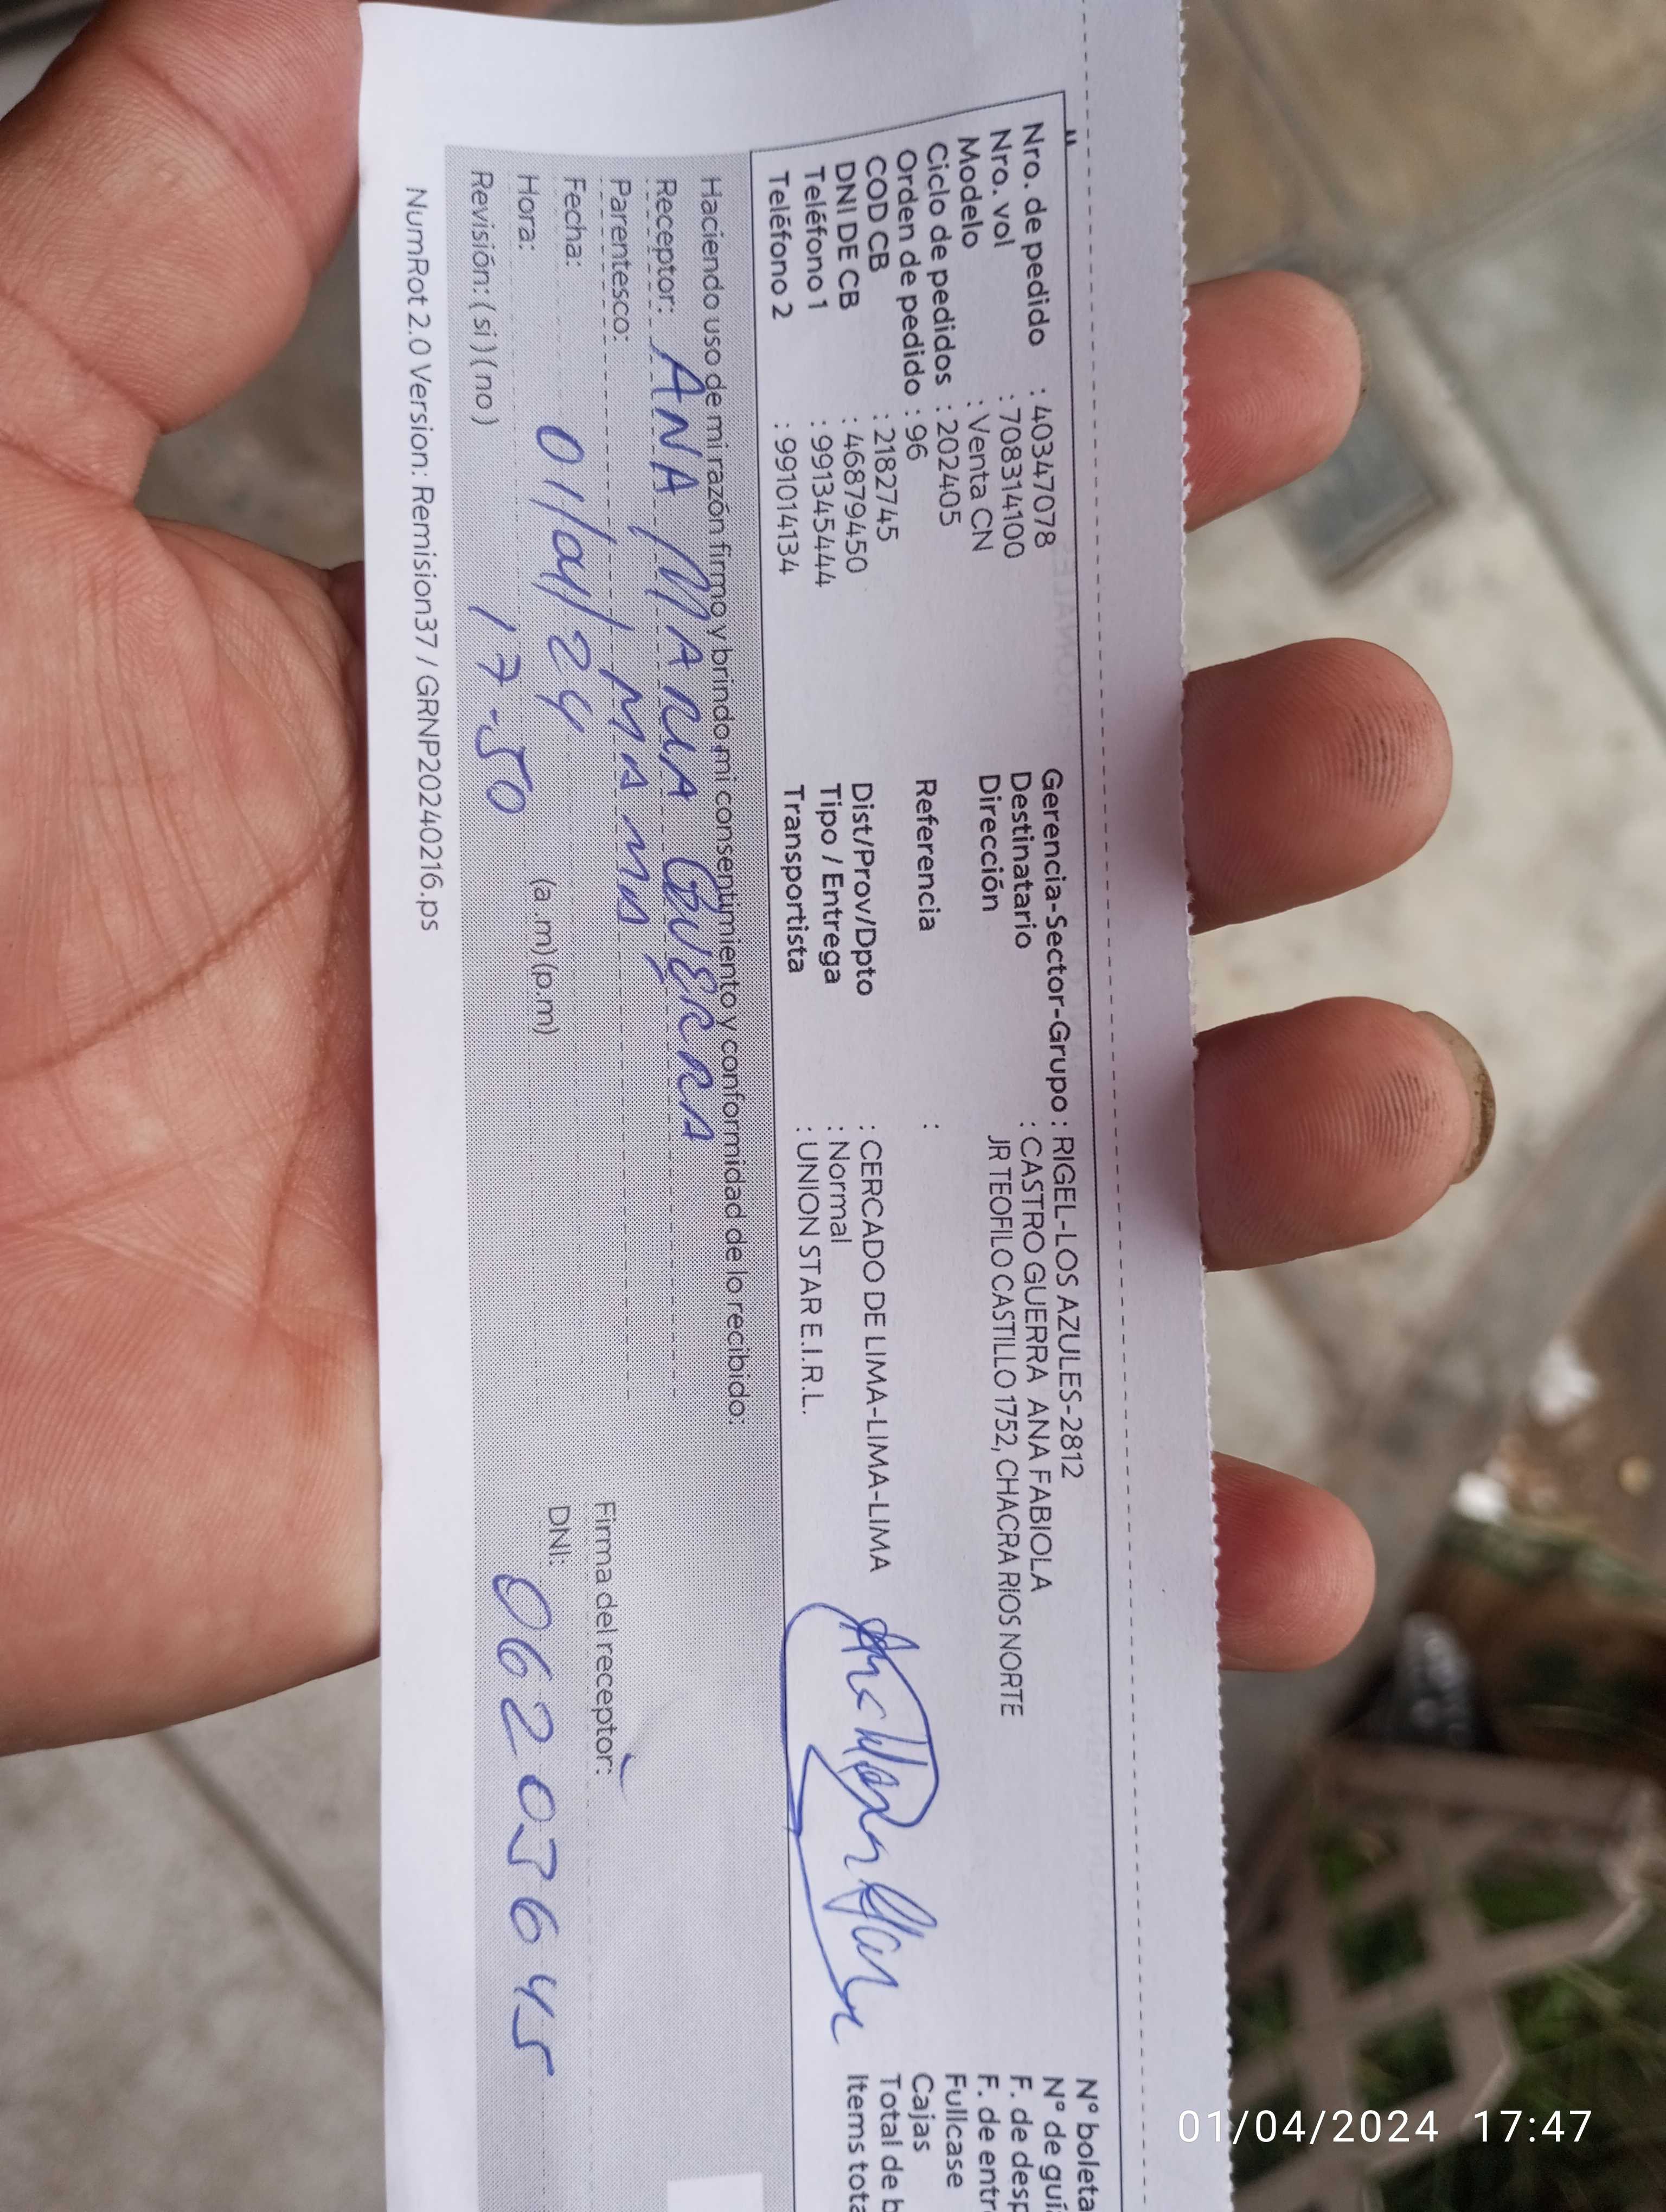 Nro. de pedido : 40347078
Nro. vol : 708314100
Modelo : Venta CN
Ciclo de pedidos : 202405
Orden de pedido : 96
COD CB : 2182745
DNI DE CB : 46879450
Teléfono 1 : 991345444
Teléfono 2 : 99101413​4
Gerencia-Sector-Grupo : RIGEL-LOS AZULES-2812
Destinatario : CASTRO GUERRA ANA FABIOLA
Dirección JR TEOFILO CASTILLO 1752, CHACRA RIOS NORTE
Referencia :
Dist/Prov/Dpto : CERCADO DE LIMA-LIMA-LIMA
Tipo / Entrega : Normal
Transportista : UNION STAR E.I.R.L.
N° boleta
N° de guí
F. de desp
F. de entr
Fullcase
Cajas
Total de b
Items tota
Haciendo uso de mi razón firmo y brindo mi consentimiento y conformidad de lo recibido:
Receptor: ANA MARIA GUERRA
Parentesco: MAMA
Fecha: 01/04/24
Hora: 17-50 (a .m) (p.m)
Revisión: ( si ) ( no )
Firma del receptor:
DNI: 06203645
NumRot 2.0 Version: Remision37 / GRNP20240216.ps
01/04/2024 17:47